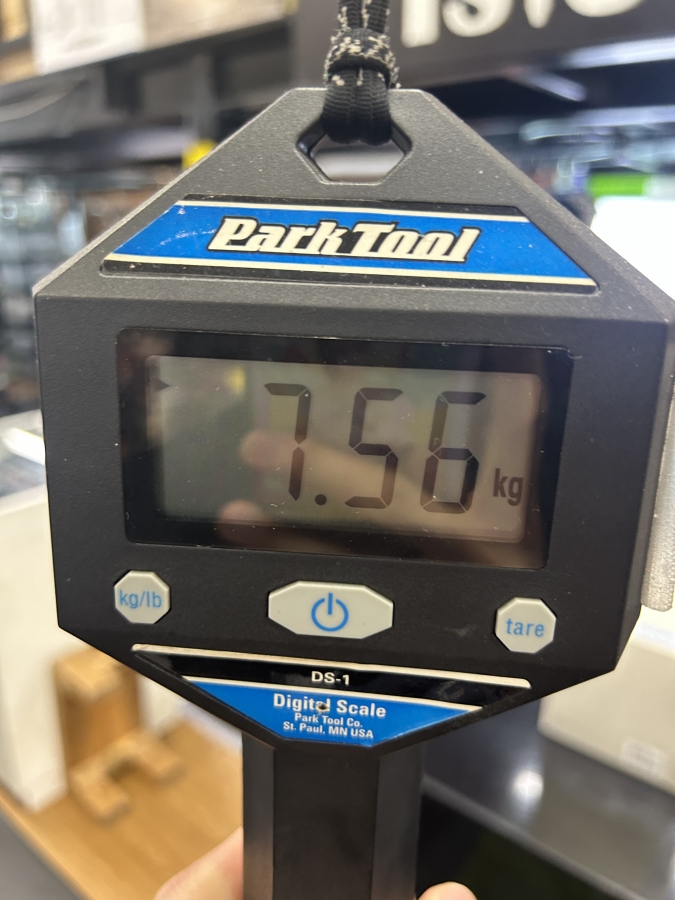 Park Tool
7.56 kg
kg/lb
tare
DS-1
Digital Scale
Park Tool Co.
St. Paul, MN USA